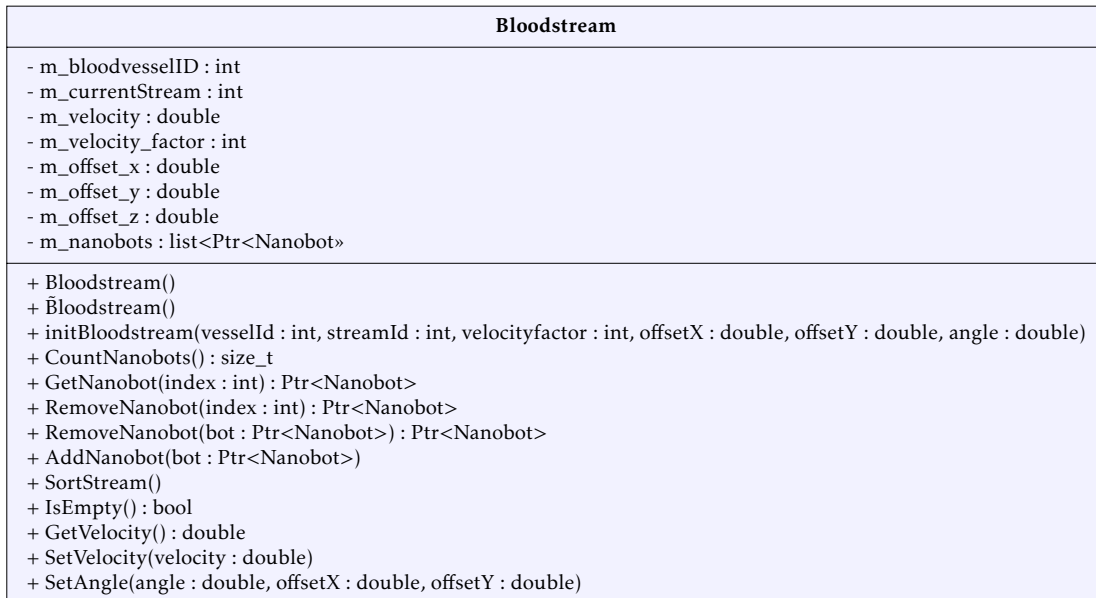 Bloodstream
- m_bloodvesselID : int
- m_currentStream : int
- m_velocity : double
- m_velocity_factor : int
- m_offset_x : double
- m_offset_y : double
- m_offset_z : double
- m_nanobots : list<Ptr<Nanobot»
+ Bloodstream()
+ B̃loodstream()
+ initBloodstream(vesselId : int, streamId : int, velocityfactor : int, offsetX : double, offsetY : double, angle : double)
+ CountNanobots() : size_t
+ GetNanobot(index : int) : Ptr<Nanobot>
+ RemoveNanobot(index : int) : Ptr<Nanobot>
+ RemoveNanobot(bot : Ptr<Nanobot>) : Ptr<Nanobot>
+ AddNanobot(bot : Ptr<Nanobot>)
+ SortStream()
+ IsEmpty() : bool
+ GetVelocity() : double
+ SetVelocity(velocity : double)
+ SetAngle(angle : double, offsetX : double, offsetY : double)